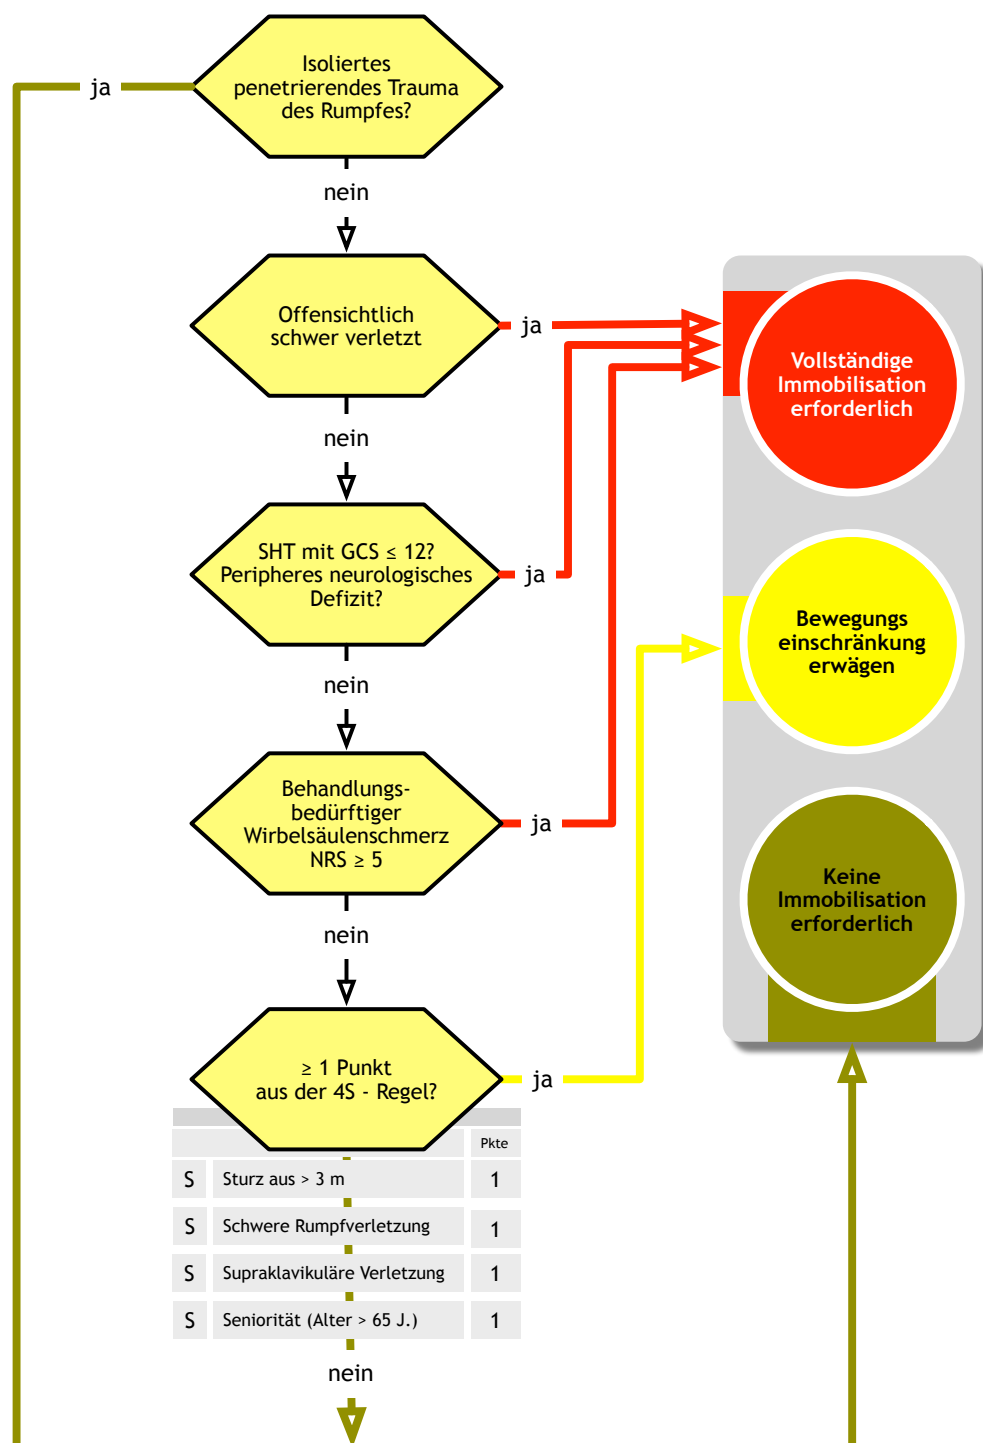 Isoliertes
penetrierendes Trauma
des Rumpfes?
ja
nein
Offensichtlich
schwer verletzt
ja
nein
SHT mit GCS ≤ 12?
Peripheres neurologisches
Defizit?
ja
nein
Behandlungs-
bedürftiger
Wirbelsäulenschmerz
NRS ≥ 5
ja
nein
≥ 1 Punkt
aus der 4S - Regel?
ja
Pkte
S Sturz aus > 3 m 1
S Schwere Rumpfverletzung 1
S Supraklavikuläre Verletzung 1
S Seniorität (Alter > 65 J.) 1
nein
Vollständige
Immobilisation
erforderlich
Bewegungs
einschränkung
erwägen
Keine
Immobilisation
erforderlich